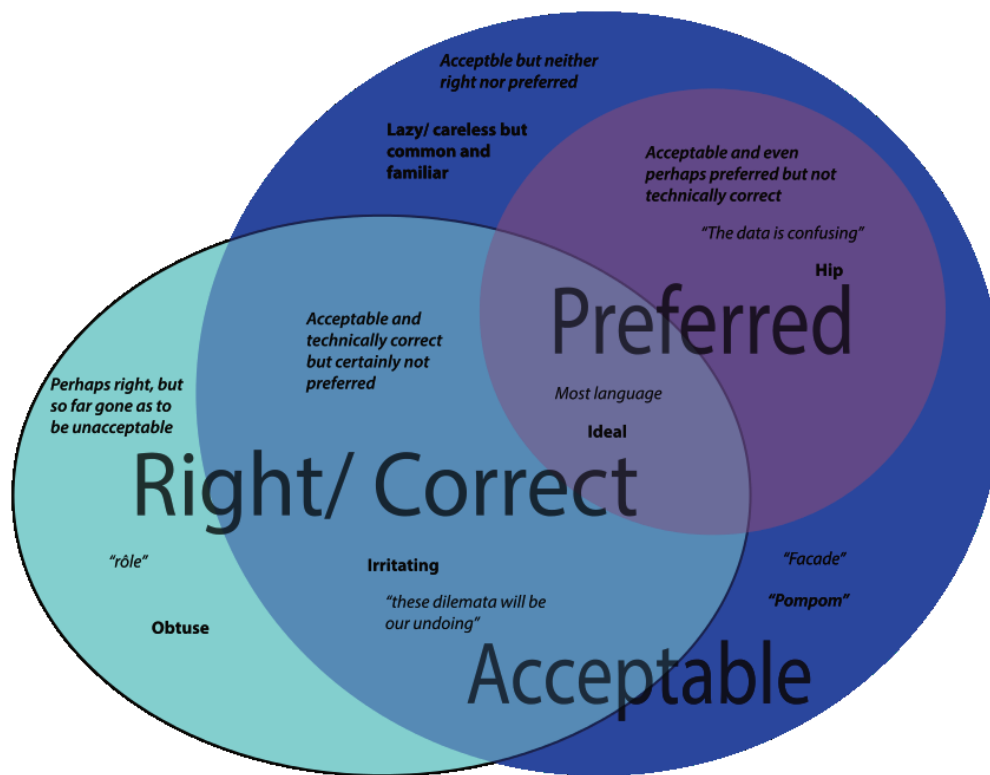 Acceptble but neither
right nor preferred
Lazy/ careless but
common and
familiar
Acceptable and even
perhaps preferred but not
technically correct
“The data is confusing”
Hip
Preferred
Acceptable and
technically correct
but certainly not
preferred
Perhaps right, but
so far gone as to
be unacceptable
Most language
Ideal
Right/ Correct
“rôle”
Obtuse
Irritating
“these dilemata will be
our undoing”
“Facade”
“Pompom”
Acceptable